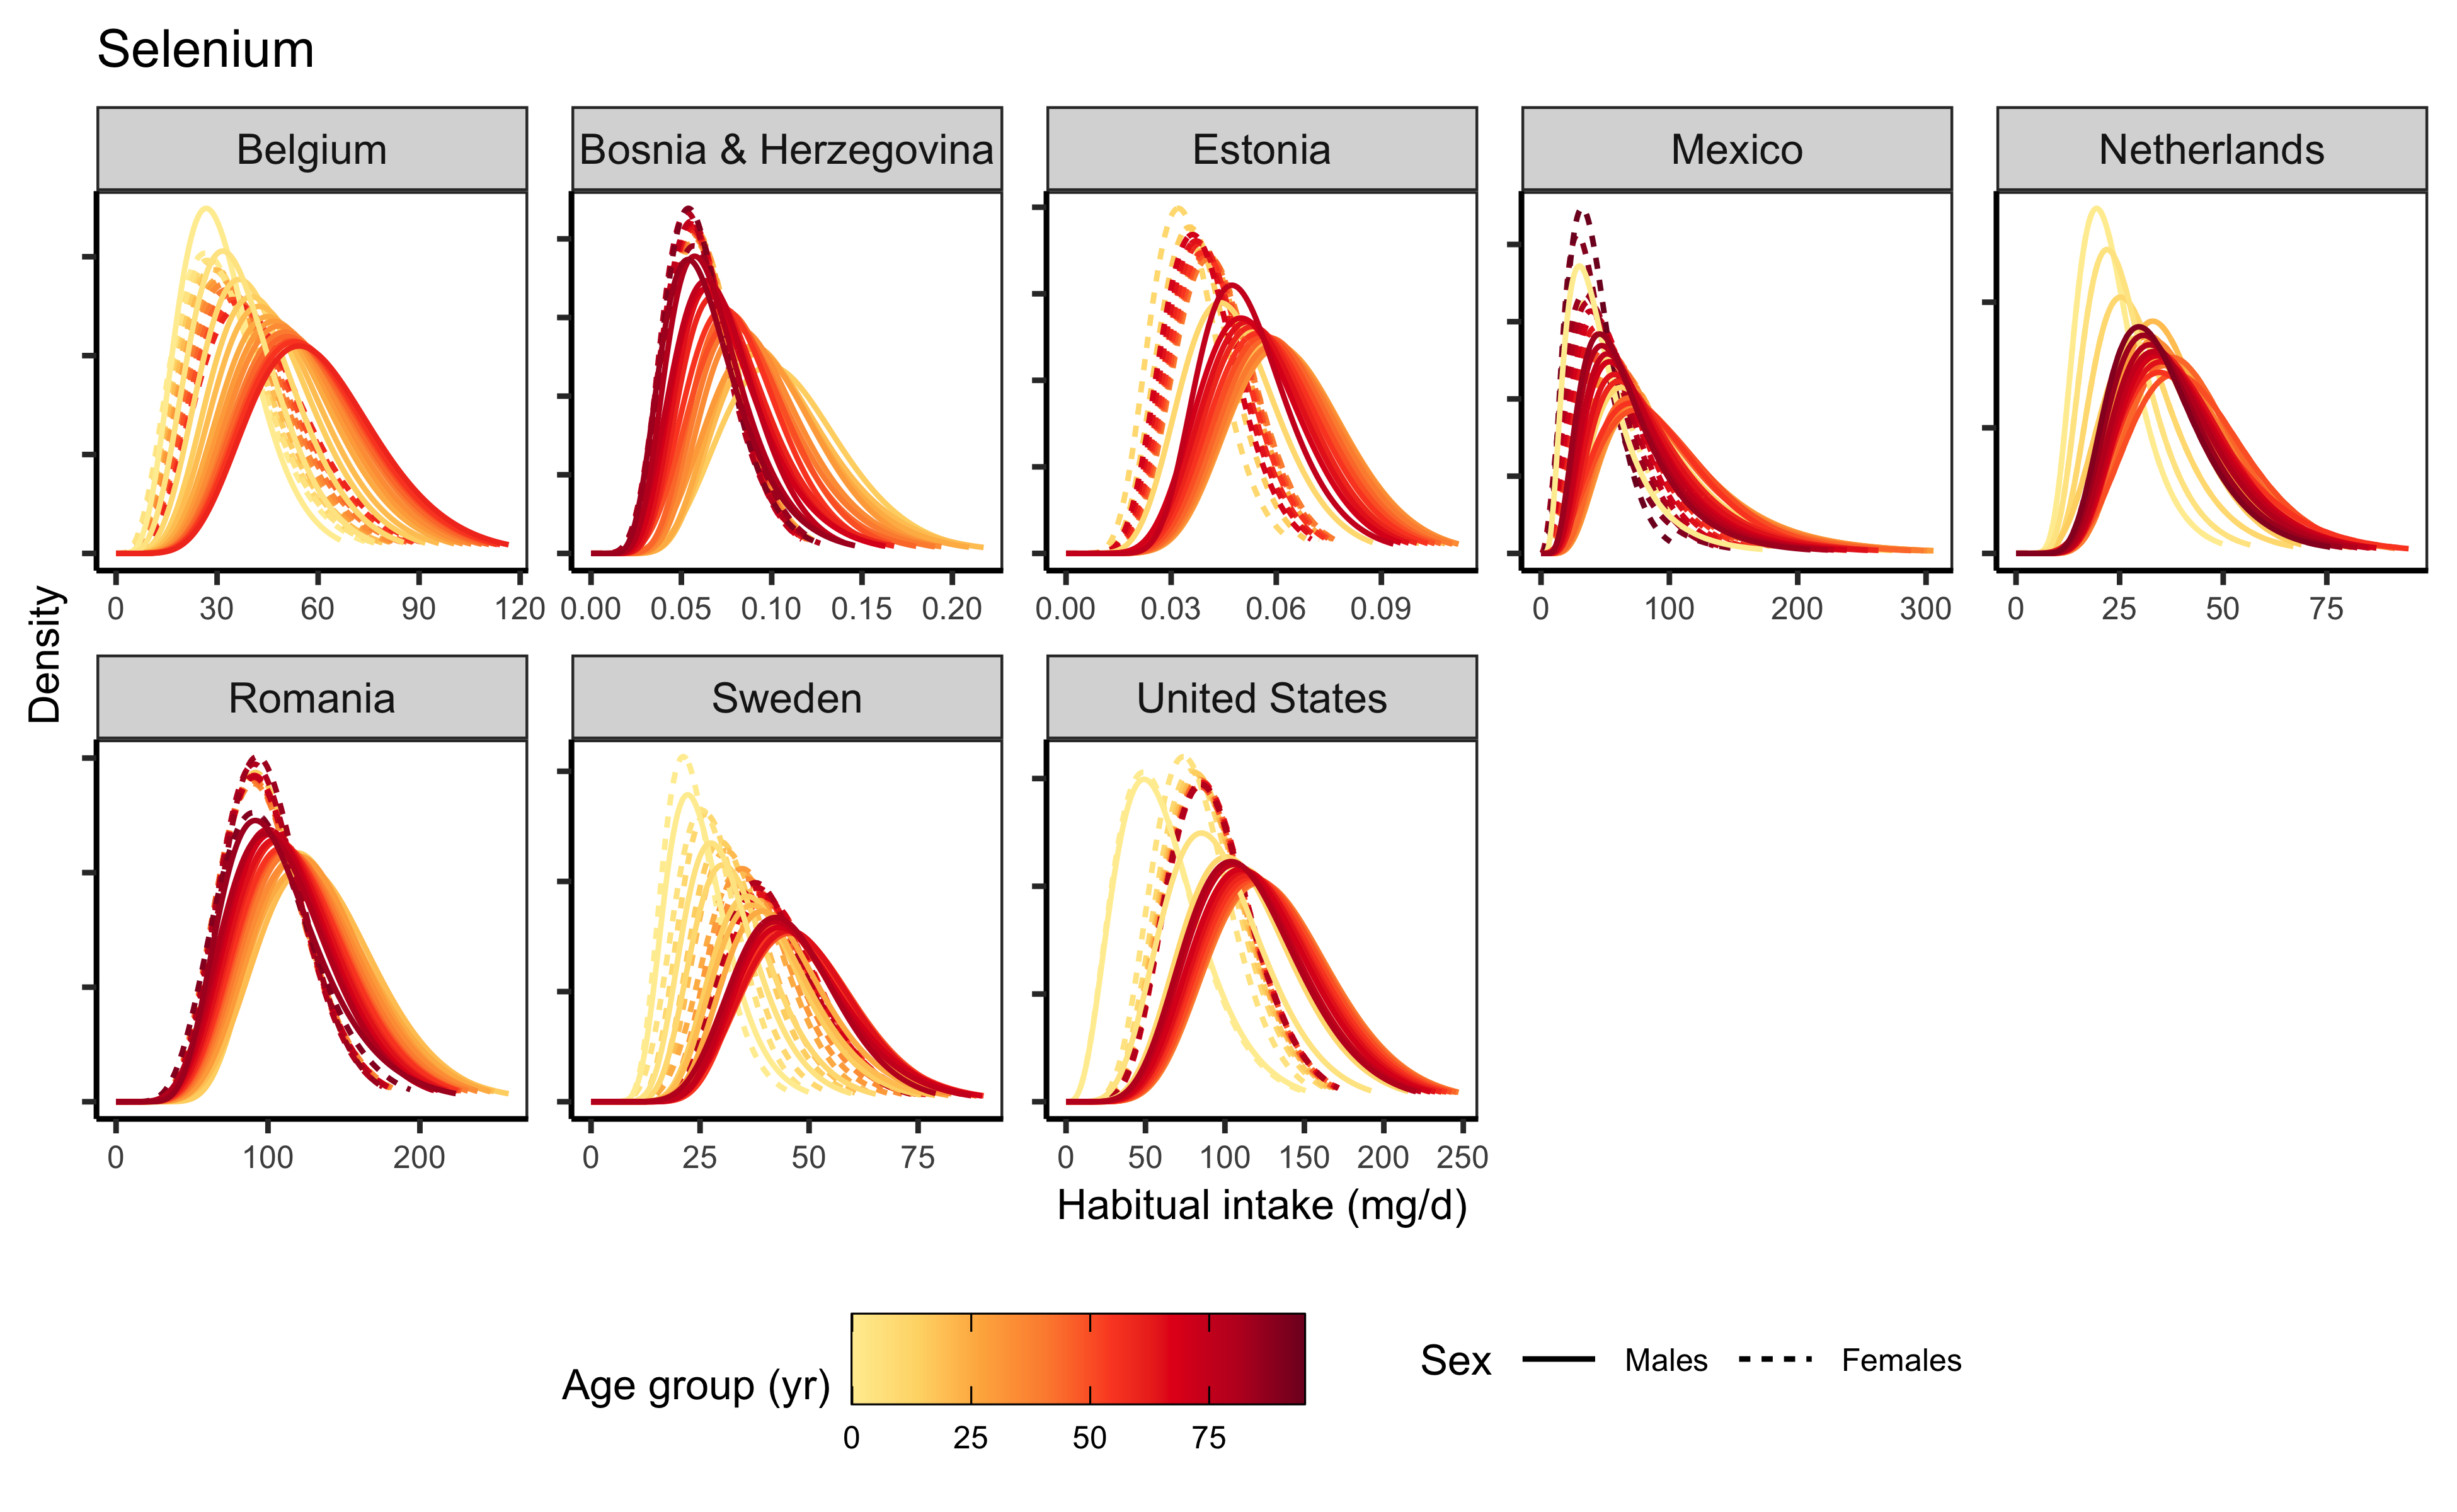 Selenium
Belgium
Bosnia & Herzegovina
Estonia
Mexico
Netherlands
0 30 60 90 120
0.00 0.05 0.10 0.15 0.20
0.00 0.03 0.06 0.09
0 100 200 300
0 25 50 75
Density
Romania
Sweden
United States
0 100 200
0 25 50 75
0 50 100 150 200 250
Habitual intake (mg/d)
Age group (yr)
0 25 50 75
Sex Males Females